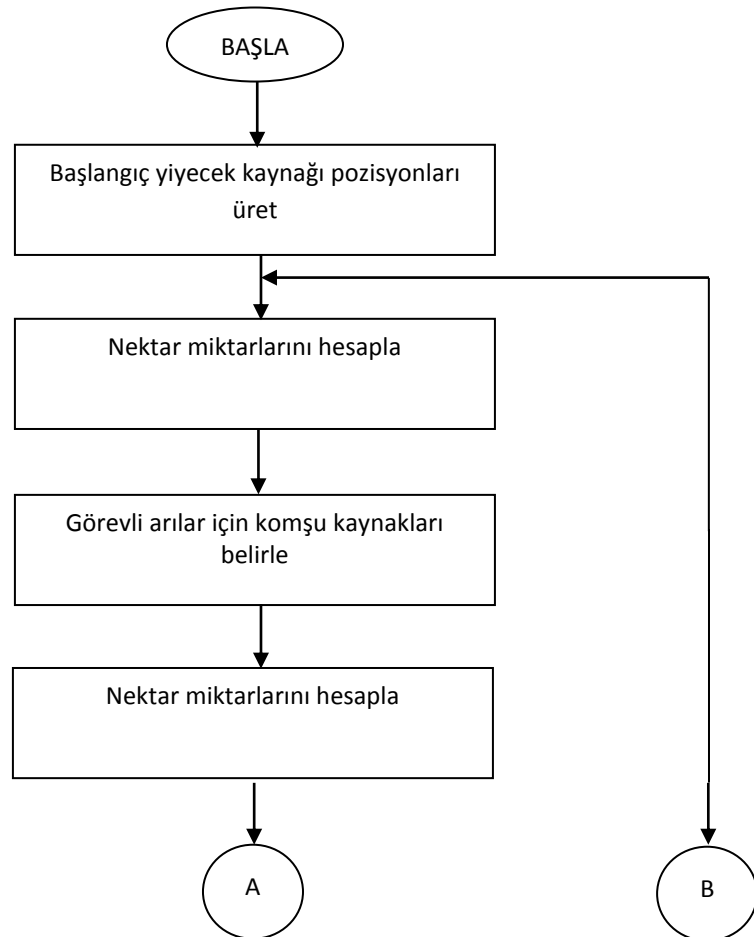 BAŞLA
Başlangıç yiyecek kaynağı pozisyonları
üret
Nektar miktarlarını hesapla
Görevli arılar için komşu kaynakları
belirle
Nektar miktarlarını hesapla
A
B